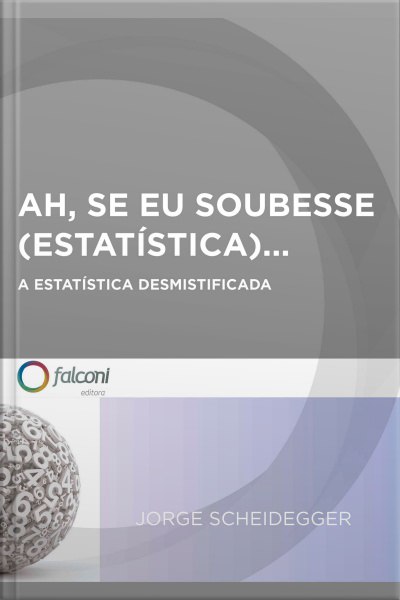 AH, SE EU SOUBESSE
(ESTATÍSTICA)...
A ESTATÍSTICA DESMISTIFICADA
falconi
editora
JORGE SCHEIDEGGER